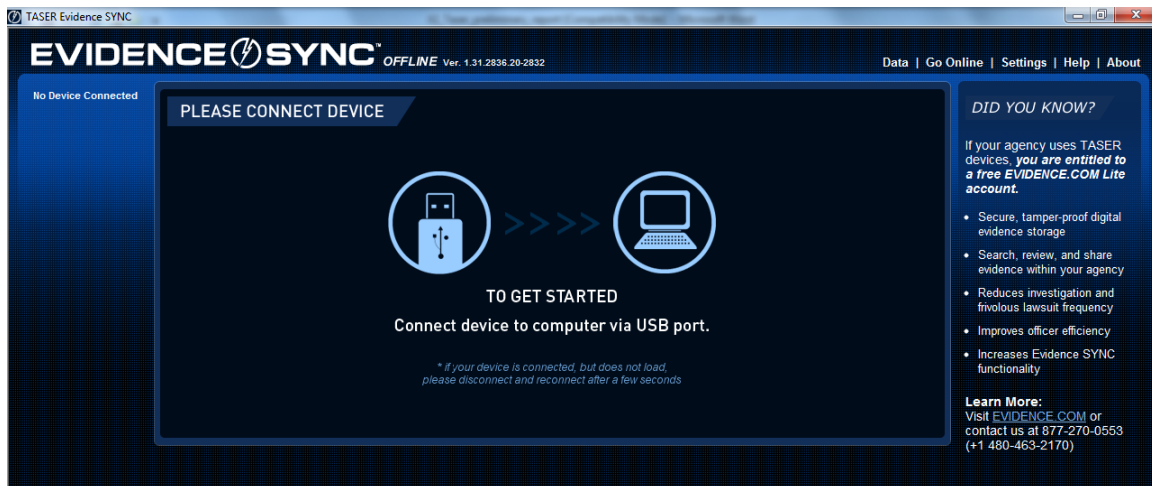 TASER Evidence SYNC
EVIDENCE SYNC™ OFFLINE Ver. 1.31.2836.20-2832
Data | Go Online | Settings | Help | About
No Device Connected
PLEASE CONNECT DEVICE
TO GET STARTED
Connect device to computer via USB port.
* If your device is connected, but does not load,
please disconnect and reconnect after a few seconds
DID YOU KNOW?
If your agency uses TASER
devices, you are entitled to
a free EVIDENCE.COM Lite
account.
• Secure, tamper-proof digital
evidence storage
• Search, review, and share
evidence within your agency
• Reduces investigation and
frivolous lawsuit frequency
• Improves officer efficiency
• Increases Evidence SYNC
functionality
Learn More:
Visit EVIDENCE.COM or
contact us at 877-270-0553
(+1 480-463-2170)